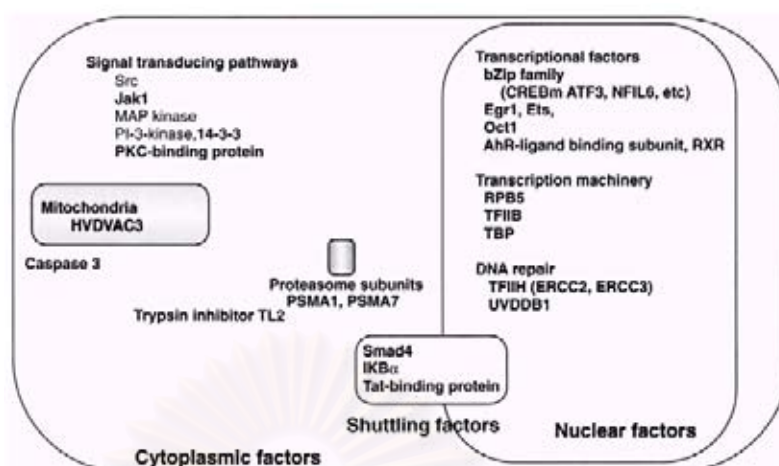 Signal transducing pathways
Src
Jak1
MAP kinase
PI-3-kinase,14-3-3
PKC-binding protein
Mitochondria
HVDVAC3
Caspase 3
Trypsin inhibitor TL2
Proteasome subunits
PSMA1, PSMA7
Smad4
IKBα
Tat-binding protein
Shuttling factors
Cytoplasmic factors
Transcriptional factors
bZip family
(CREBm ATF3, NFIL6, etc)
Egr1, Ets,
Oct1
AhR-ligand binding subunit, RXR
Transcription machinery
RPB5
TFIIB
TBP
DNA repair
TFIIH (ERCC2, ERCC3)
UVDDB1
Nuclear factors